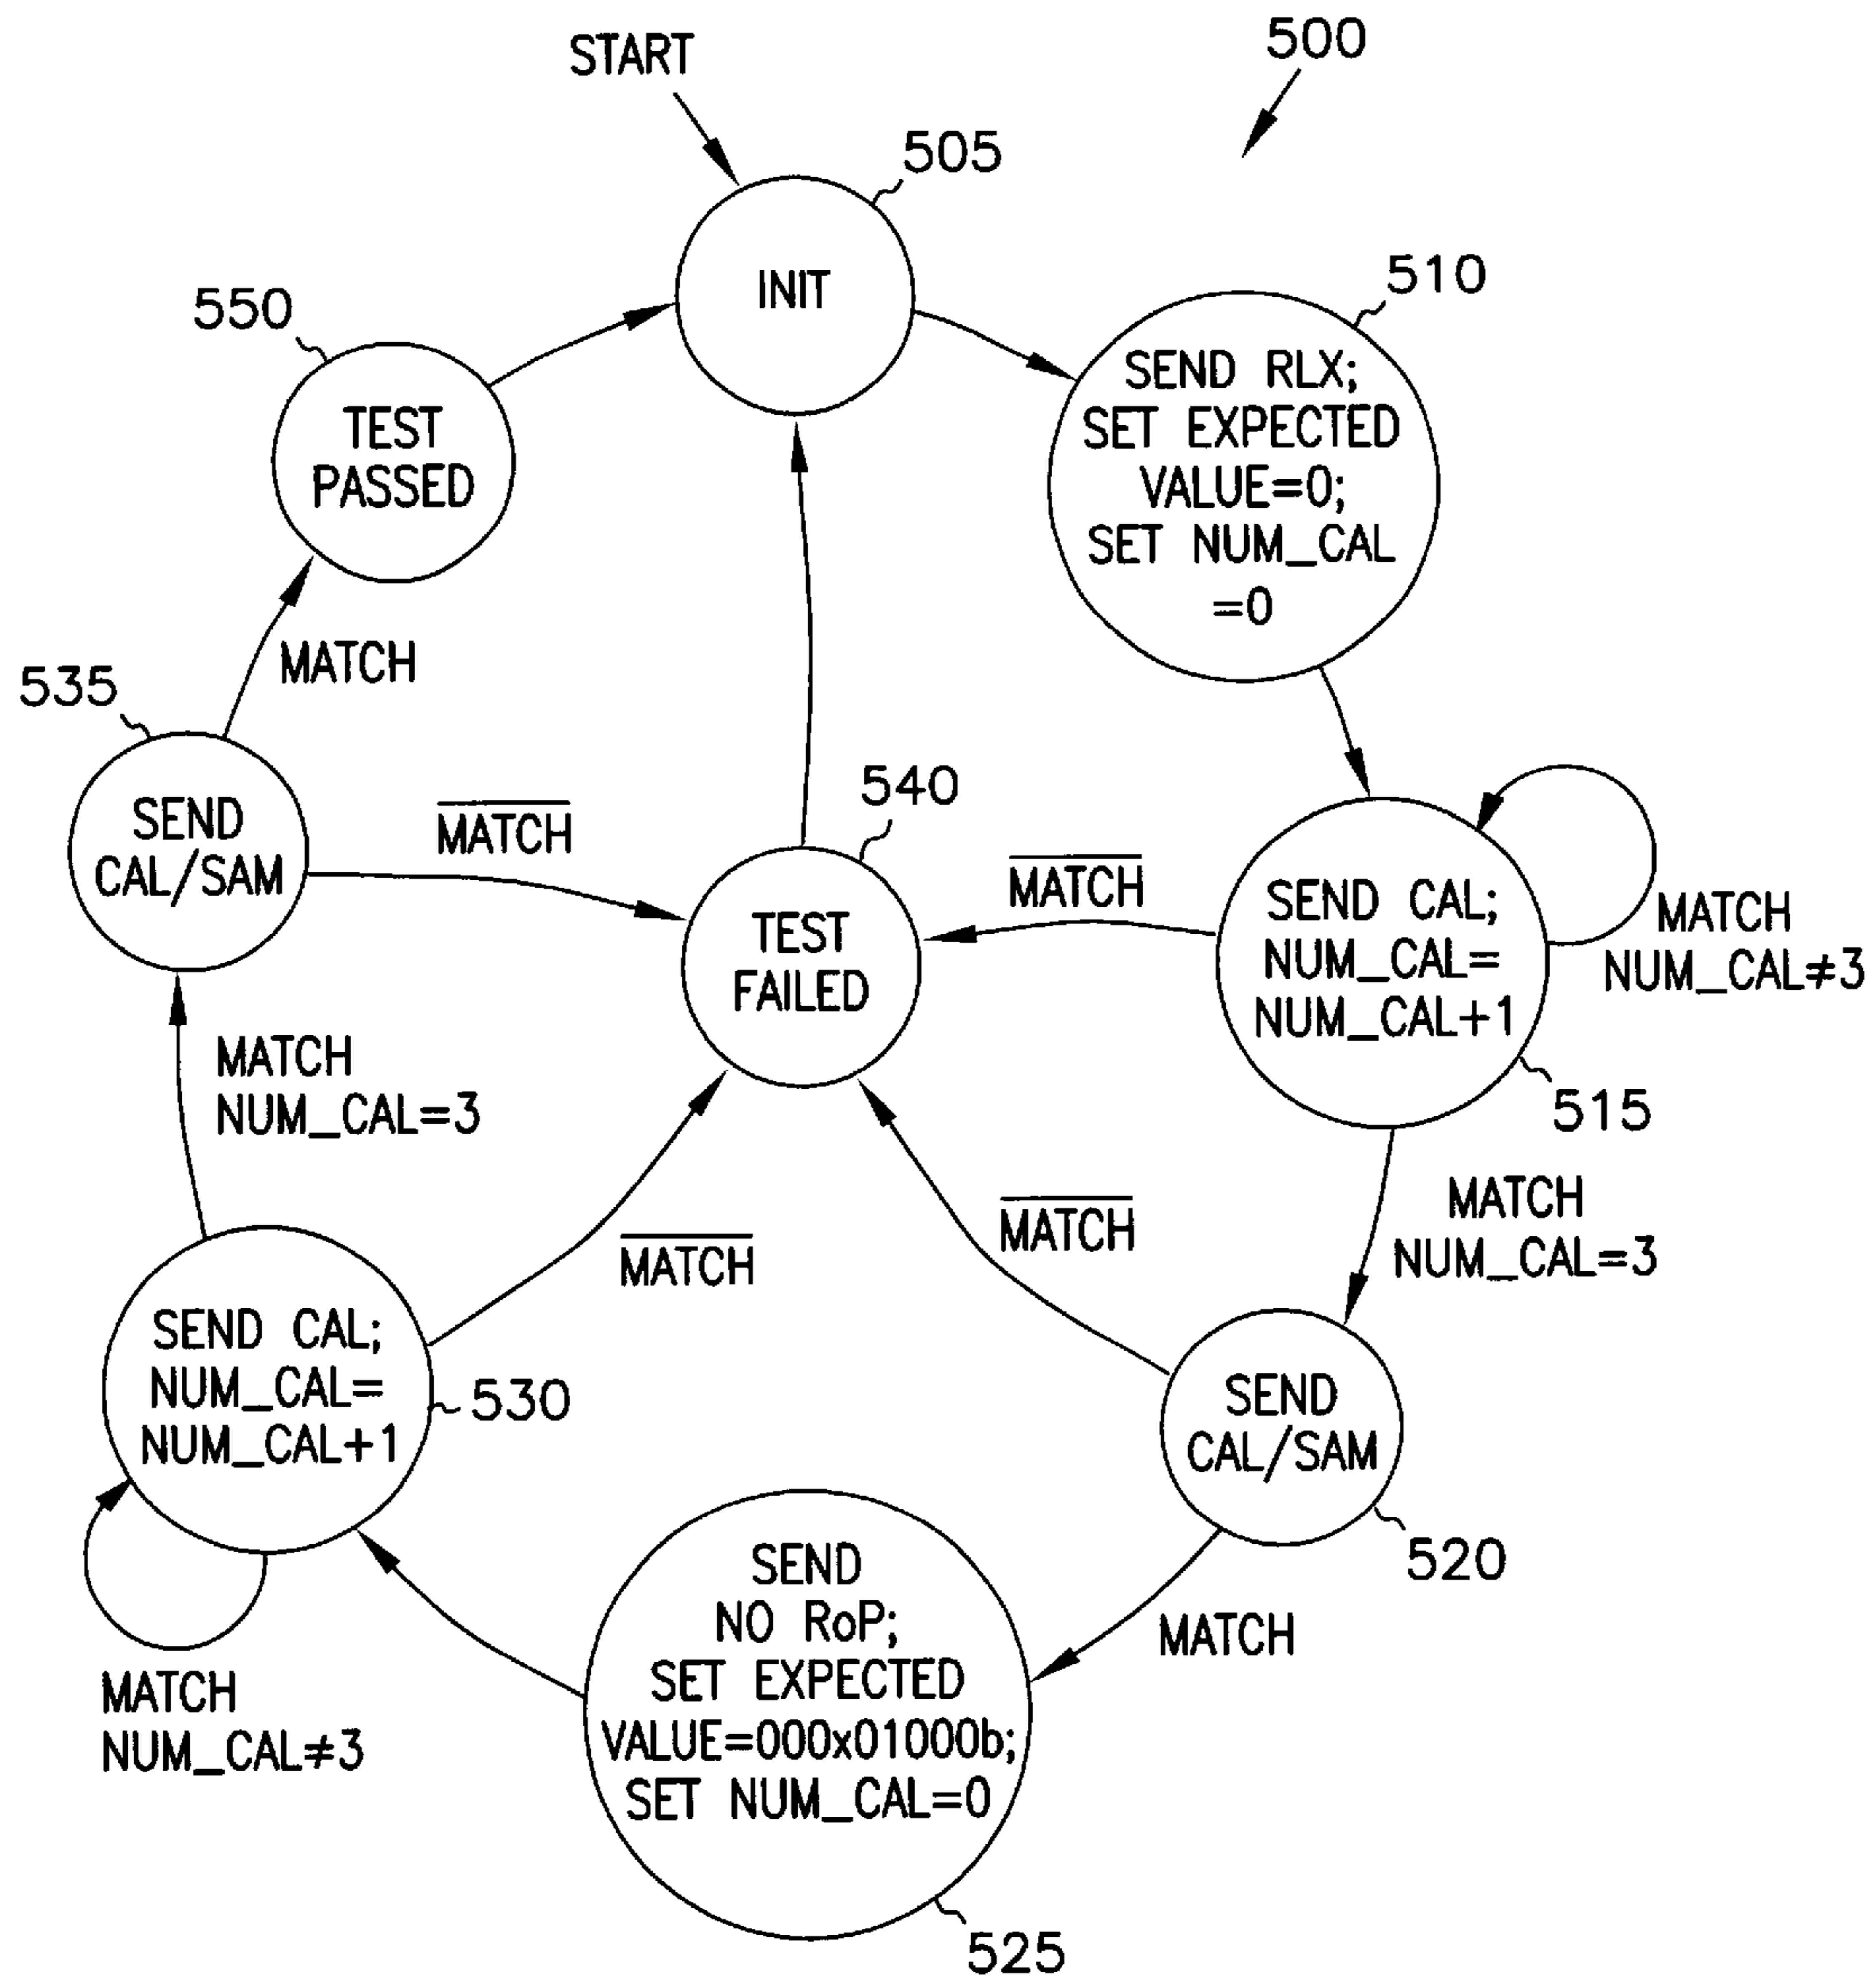 START
500
505
INIT
510
SEND RLX;
SET EXPECTED
VALUE=0;
SET NUM_CAL
=0
550
TEST
PASSED
MATCH
535
SEND
CAL/SAM
MATCH
540
TEST
FAILED
MATCH
SEND CAL;
NUM_CAL=
NUM_CAL+1
MATCH
NUM_CAL≠3
515
MATCH
NUM_CAL=3
MATCH
NUM_CAL=3
MATCH
MATCH
SEND CAL;
NUM_CAL=
NUM_CAL+1
530
SEND
CAL/SAM
520
MATCH
SEND
NO RoP;
SET EXPECTED
VALUE=000x01000b;
SET NUM_CAL=0
525
MATCH
NUM_CAL≠3